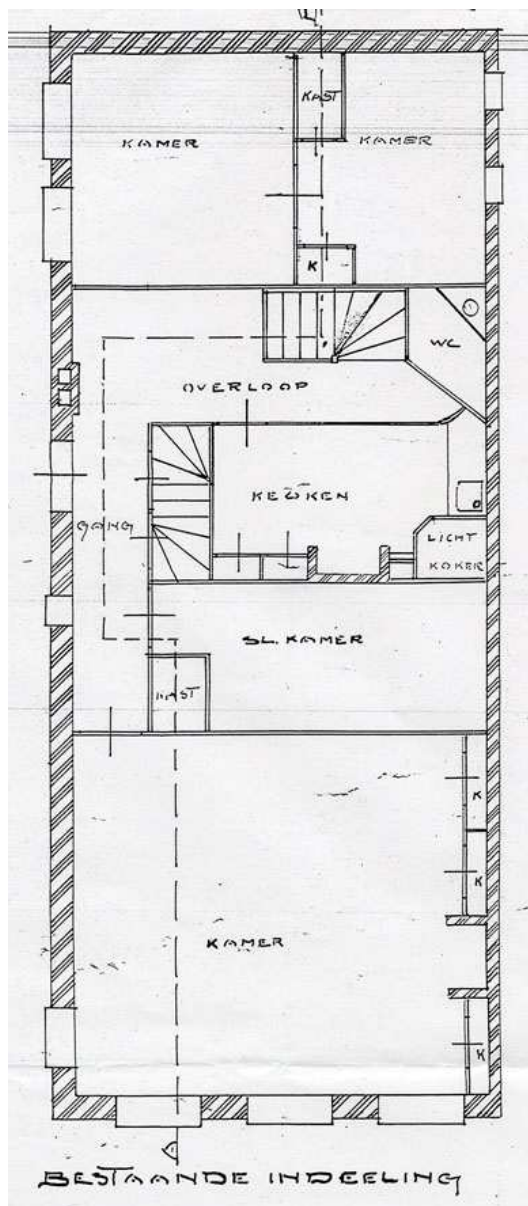 KAST
KAMER
KAMER
K
WC
OVERLOOP
KEUKEN
GANG
LICHT
KOKER
SL. KAMER
KAST
K
K
KAMER
K
BESTAANDE INDEELING